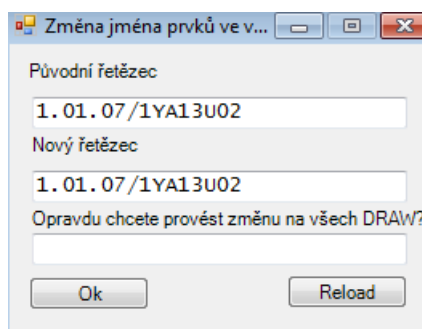 Změna jména prvků ve v...
Původní řetězec
1.01.07/1YA13U02
Nový řetězec
1.01.07/1YA13U02
Opravdu chcete provést změnu na všech DRAW?
Ok
Reload